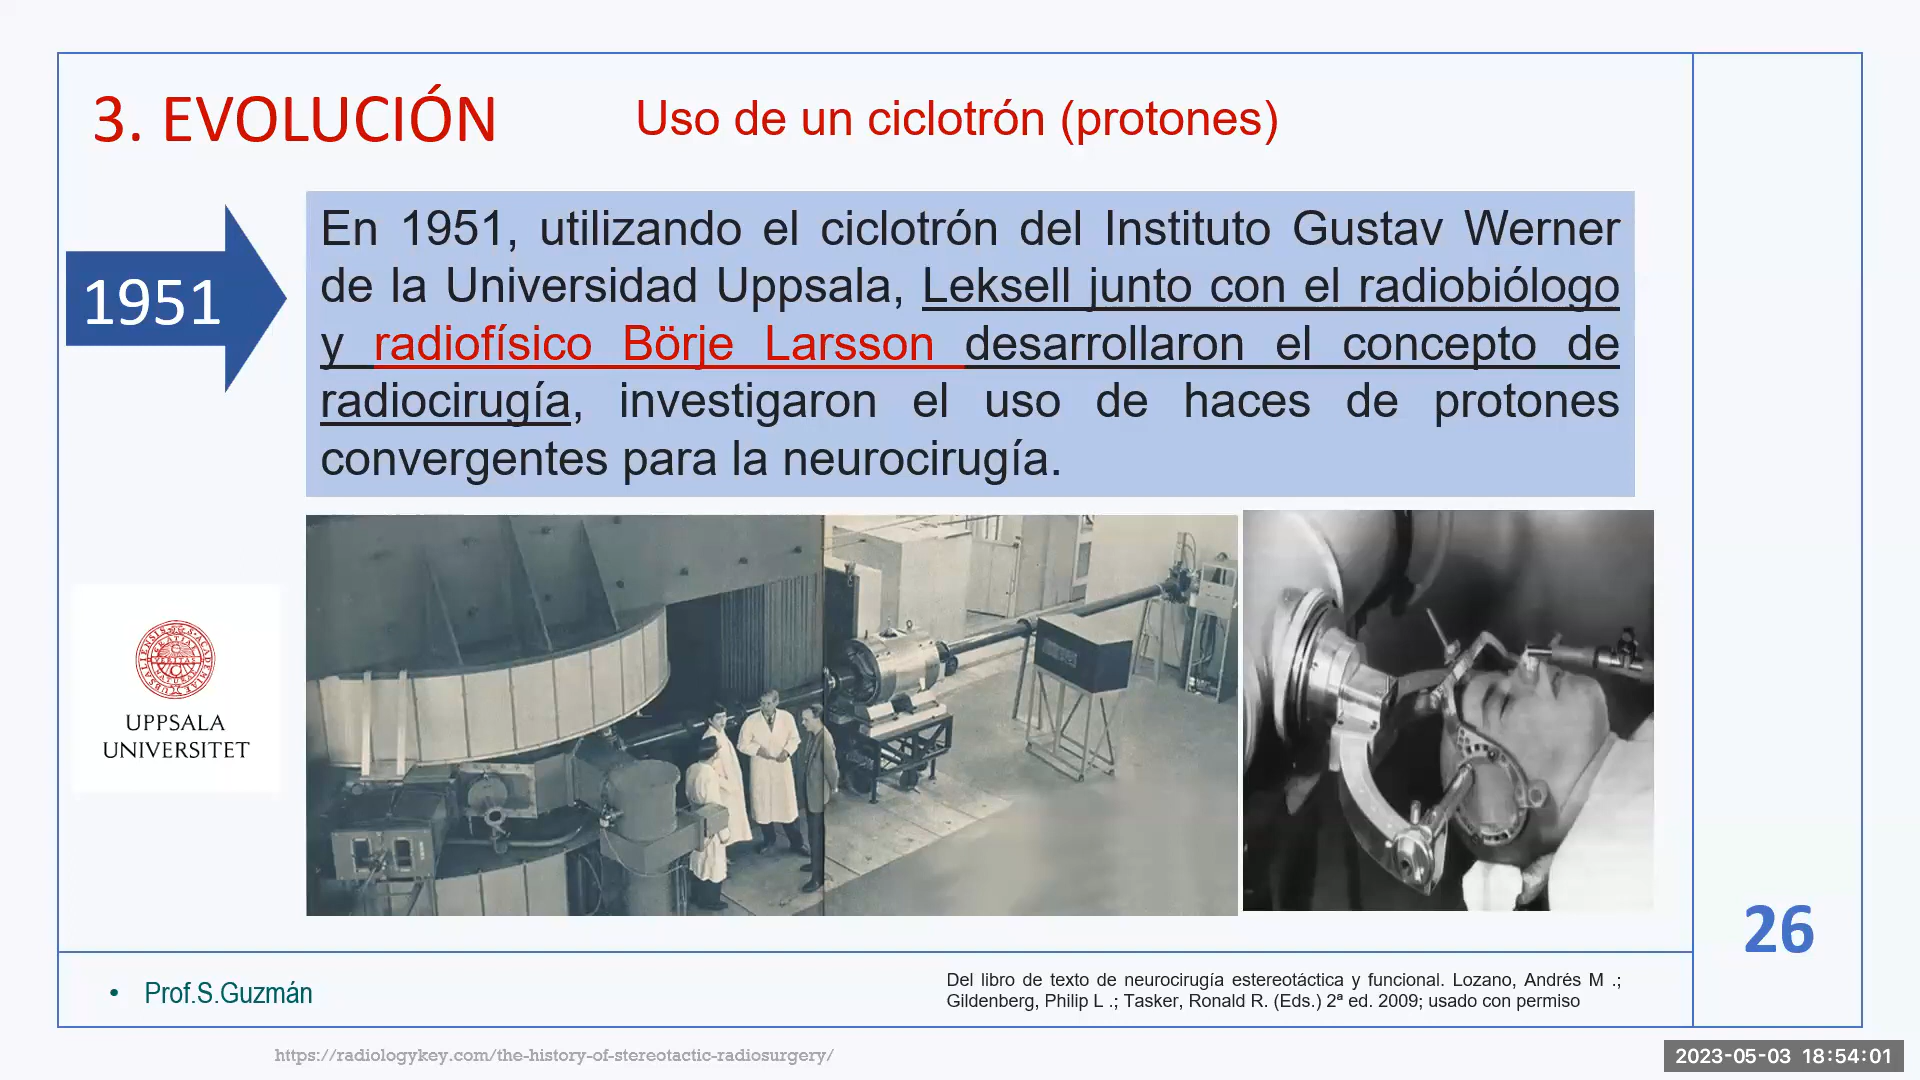 3. EVOLUCIÓN
Uso de un ciclotrón (protones)
1951
En 1951, utilizando el ciclotrón del Instituto Gustav Werner
de la Universidad Uppsala, Leksell junto con el radiobiólogo
y radiofísico Börje Larsson desarrollaron el concepto de
radiocirugía, investigaron el uso de haces de protones
convergentes para la neurocirugía.
UPPSALA
UNIVERSITET
26
• Prof.S.Guzmán
Del libro de texto de neurocirugía estereotáctica y funcional. Lozano, Andrés M .;
Gildenberg, Philip L .; Tasker, Ronald R. (Eds.) 2ª ed. 2009; usado con permiso
https://radiologykey.com/the-history-of-stereotactic-radiosurgery/
2023-05-03 18:54:01